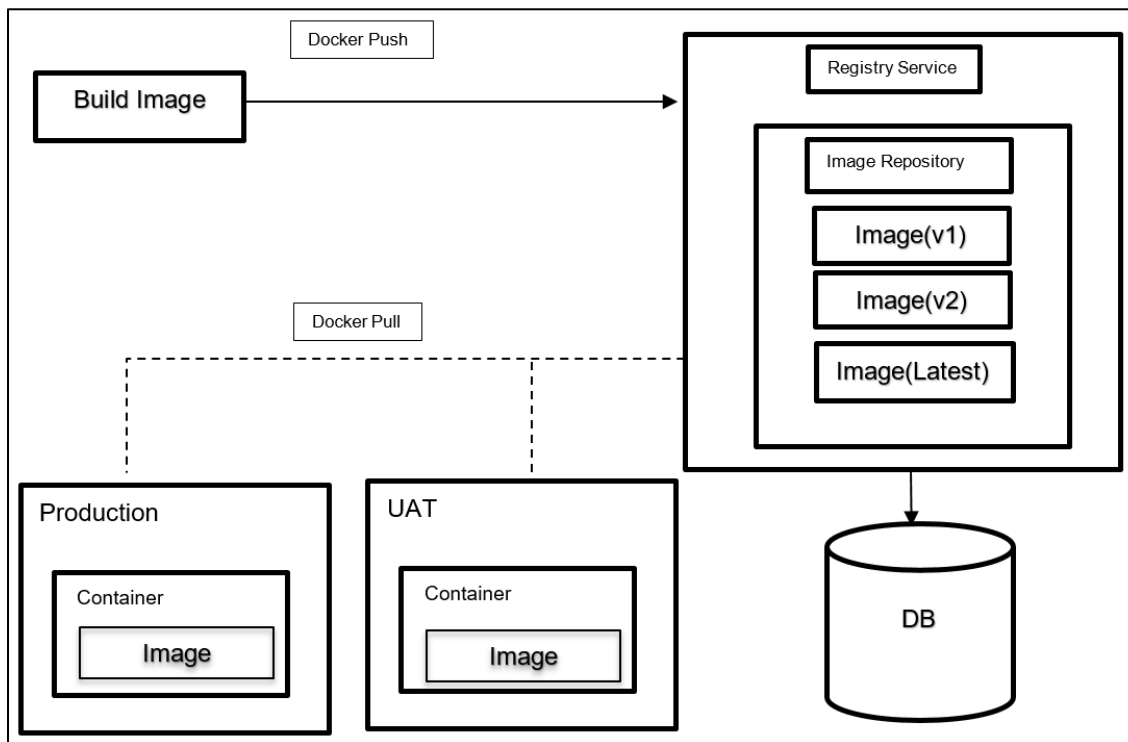 Docker Push
Build Image
Registry Service
Image Repository
Image(v1)
Image(v2)
Image(Latest)
Docker Pull
Production
Container
Image
UAT
Container
Image
DB